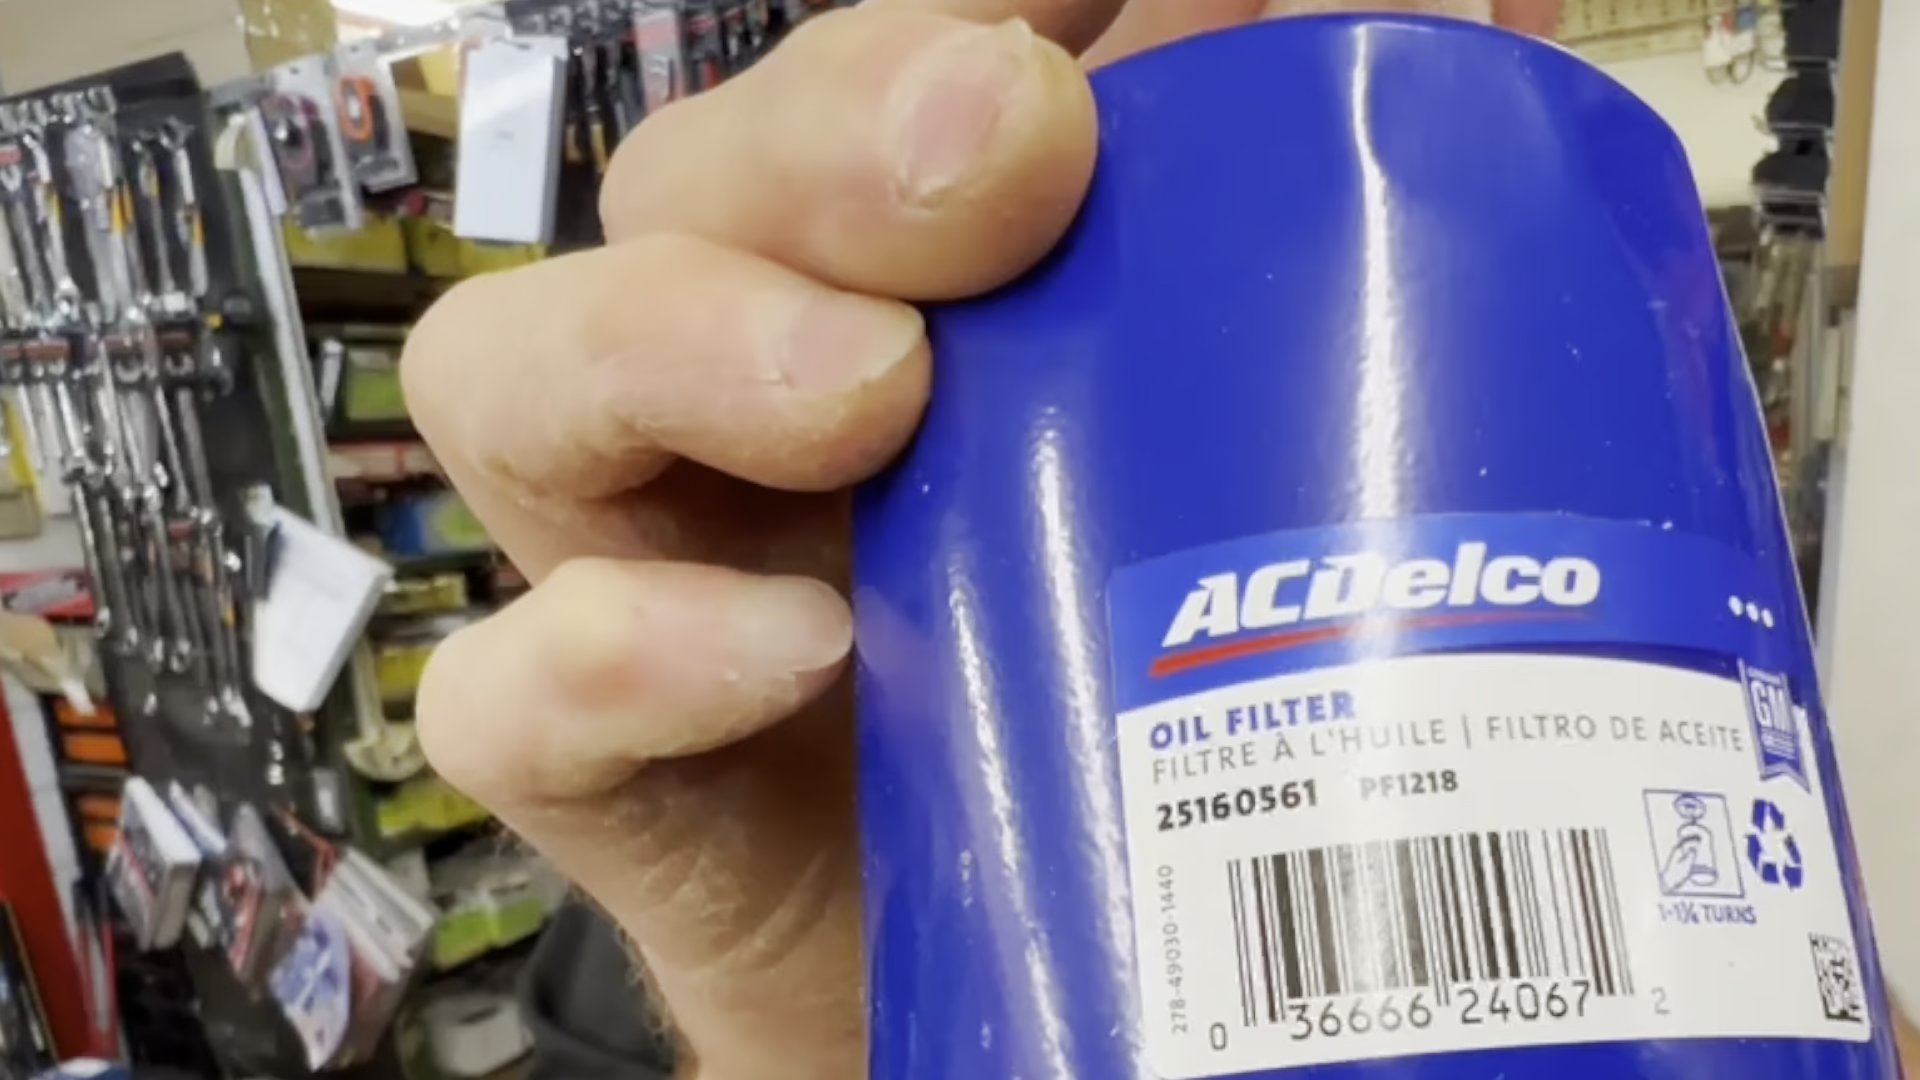 ACDelco
GM
OIL FILTER
FILTRE À L'HUILE | FILTRO DE ACEITE
25160561 PF1218
1-1¼ TURNS
278-49030-1440
0 36666 24067 2